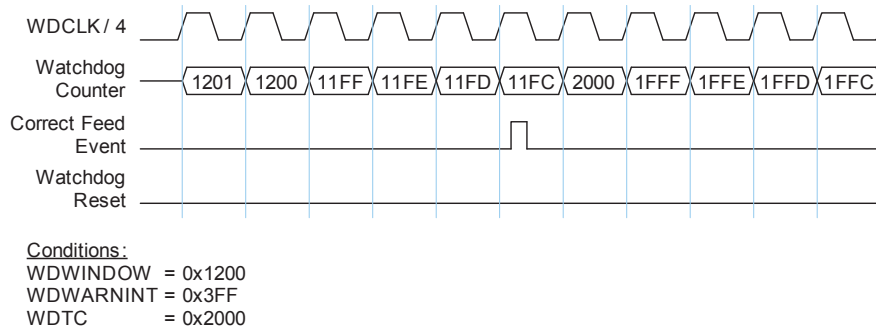 WDCLK / 4
Watchdog
Counter
1201 1200 11FF 11FE 11FD 11FC 2000 1FFF 1FFE 1FFD 1FFC
Correct Feed
Event
Watchdog
Reset
Conditions:
WDWINDOW = 0x1200
WDWARNINT = 0x3FF
WDTC = 0x2000